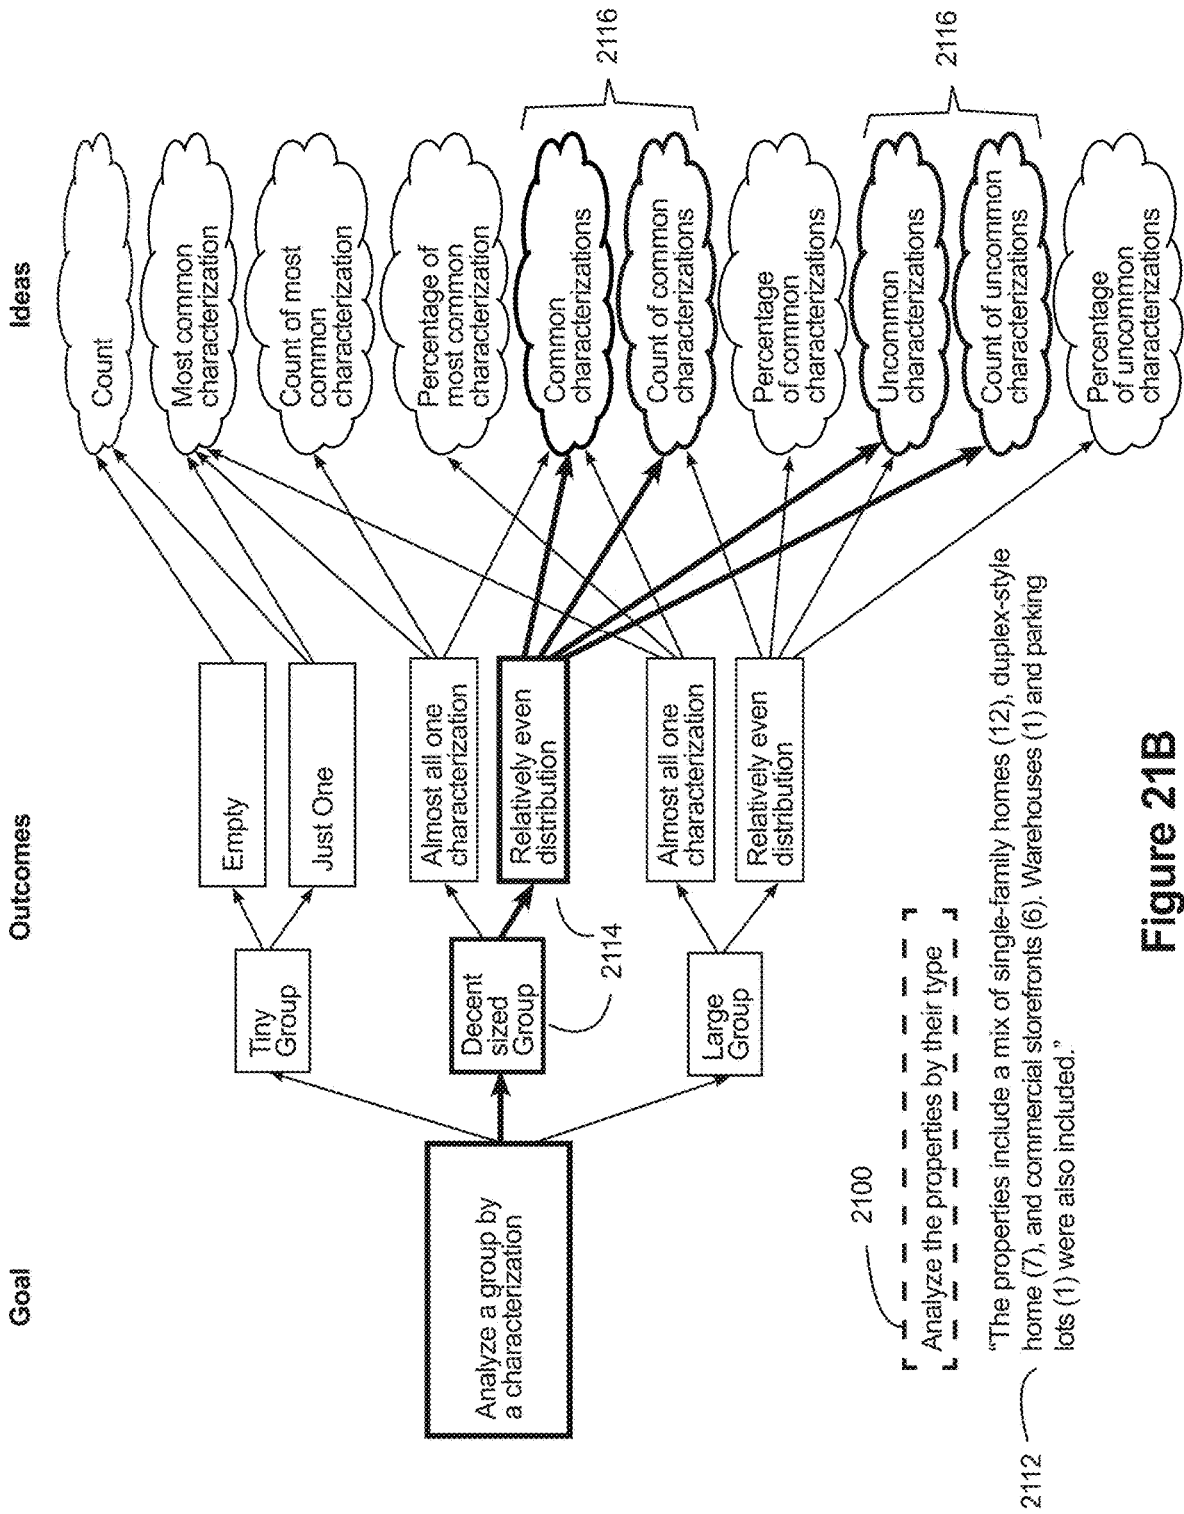 Goal
Outcomes
Ideas
Analyze a group by
a characterization
Tiny
Group
Decent
sized
Group
Large
Group
2114
Empty
Just One
Almost all one
characterization
Relatively even
distribution
Almost all one
characterization
Relatively even
distribution
Count
Most common
characterization
Count of most
common
characterization
Percentage of
most common
characterization
Common
characterizations
Count of common
characterizations
Percentage
of common
characterizations
Uncommon
characterizations
Count of uncommon
characterizations
Percentage
of uncommon
characterizations
2116
2116
2100
Analyze the properties by their type
2112
“The properties include a mix of single-family homes (12), duplex-style
home (7), and commercial storefronts (6). Warehouses (1) and parking
lots (1) were also included.”
Figure 21B